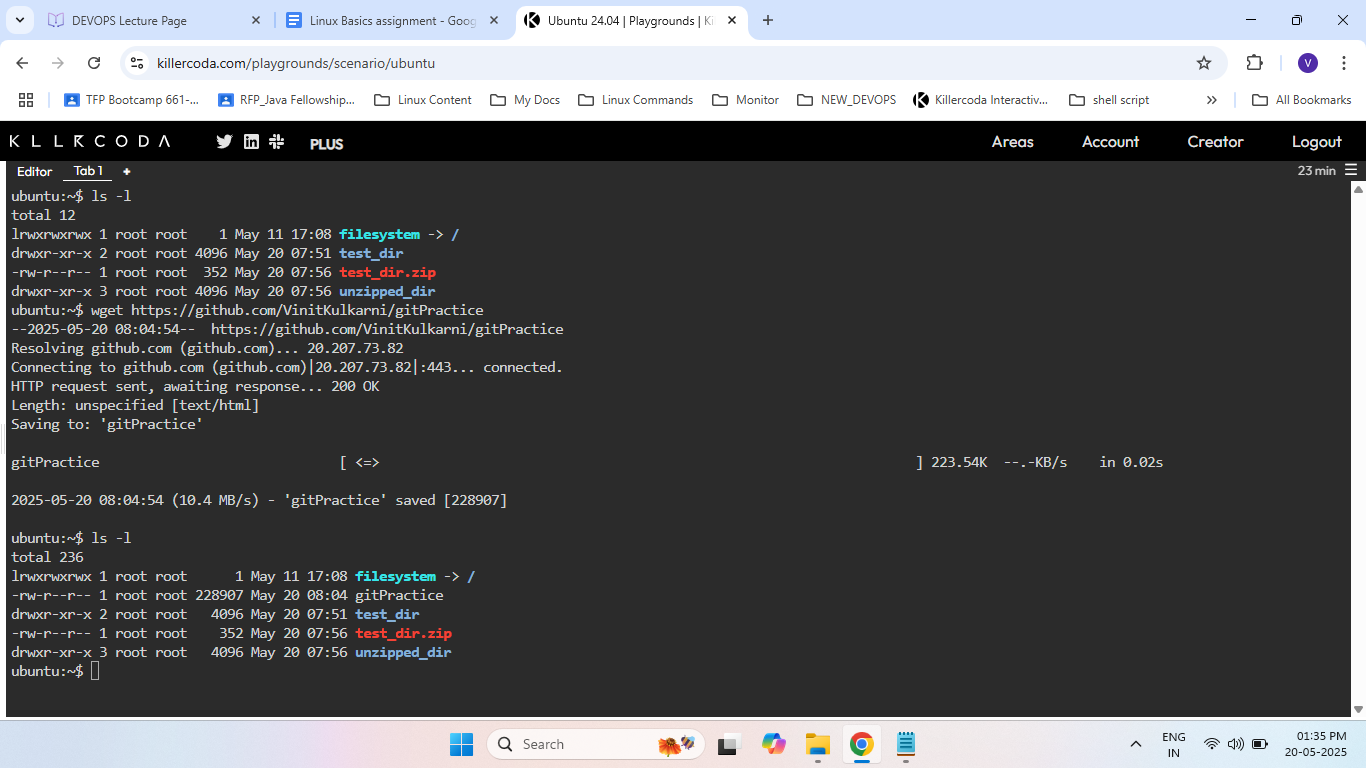 DEVOPS Lecture Page
Linux Basics assignment - Goog
Ubuntu 24.04 | Playgrounds | Ki
killercoda.com/playgrounds/scenario/ubuntu
V
TFP Bootcamp 661-...
RFP_Java Fellowship...
Linux Content
My Docs
Linux Commands
Monitor
NEW_DEVOPS
Killercoda Interactiv...
shell script
All Bookmarks
KLLRCODA
PLUS
Areas
Account
Creator
Logout
Editor
Tab 1
+
23 min
ubuntu:~$ ls -l
total 12
lrwxrwxrwx 1 root root    1 May 11 17:08 filesystem -> /
drwxr-xr-x 2 root root 4096 May 20 07:51 test_dir
-rw-r--r-- 1 root root  352 May 20 07:56 test_dir.zip
drwxr-xr-x 3 root root 4096 May 20 07:56 unzipped_dir
ubuntu:~$ wget https://github.com/VinitKulkarni/gitPractice
--2025-05-20 08:04:54--  https://github.com/VinitKulkarni/gitPractice
Resolving github.com (github.com)... 20.207.73.82
Connecting to github.com (github.com)|20.207.73.82|:443... connected.
HTTP request sent, awaiting response... 200 OK
Length: unspecified [text/html]
Saving to: 'gitPractice'
gitPractice                   [ <=>                                                  ] 223.54K  --.-KB/s    in 0.02s
2025-05-20 08:04:54 (10.4 MB/s) - 'gitPractice' saved [228907]
ubuntu:~$ ls -l
total 236
lrwxrwxrwx 1 root root      1 May 11 17:08 filesystem -> /
-rw-r--r-- 1 root root 228907 May 20 08:04 gitPractice
drwxr-xr-x 2 root root   4096 May 20 07:51 test_dir
-rw-r--r-- 1 root root    352 May 20 07:56 test_dir.zip
drwxr-xr-x 3 root root   4096 May 20 07:56 unzipped_dir
ubuntu:~$
Search
ENG
IN
01:35 PM
20-05-2025